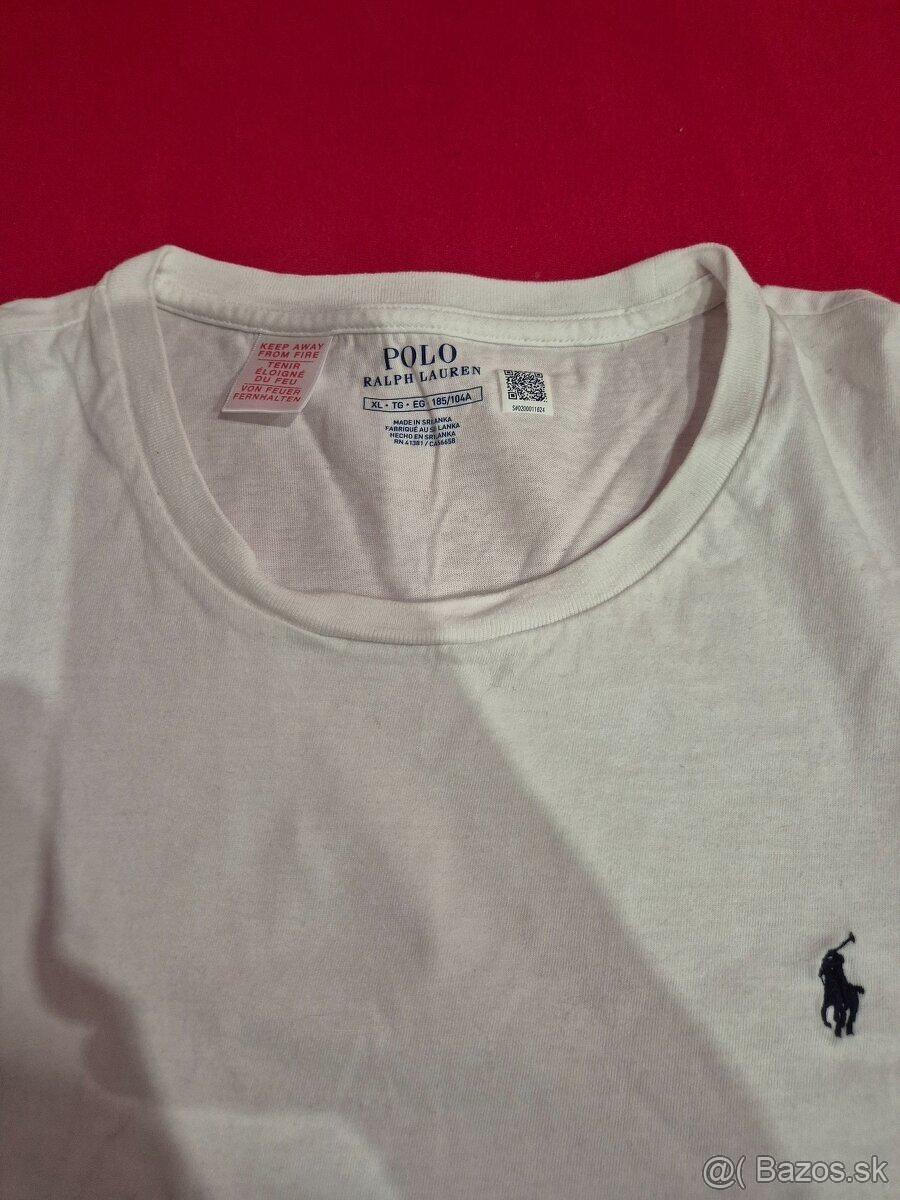 KEEP AWAY
FROM FIRE
TENIR
ÉLOIGNÉ
DU FEU
VON FEUER
FERNHALTEN
POLO
RALPH LAUREN
XL • TG • EG 185/104A
MADE IN SRI LANKA
FABRIQUÉ AU SRI LANKA
HECHO EN SRI LANKA
RN 41381 / CA56658
S#0200011824
@( Bazos.sk